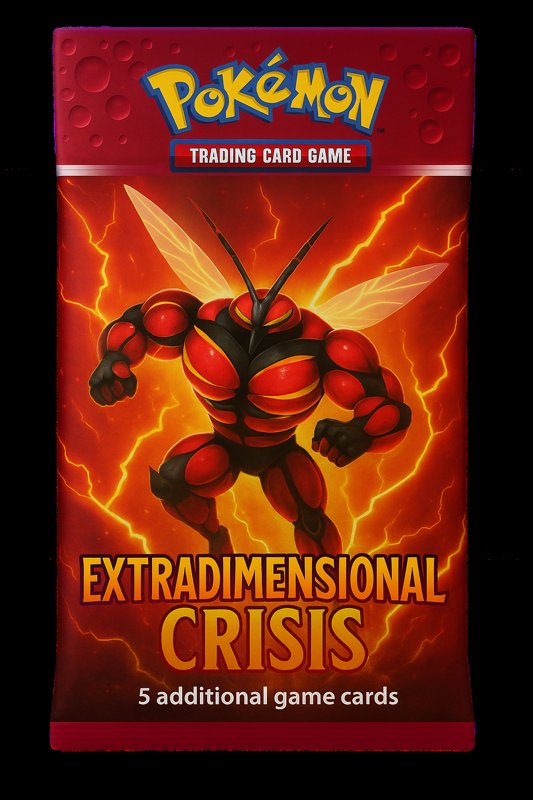 POKÉMON
TRADING CARD GAME
EXTRADIMENSIONAL
CRISIS
5 additional game cards